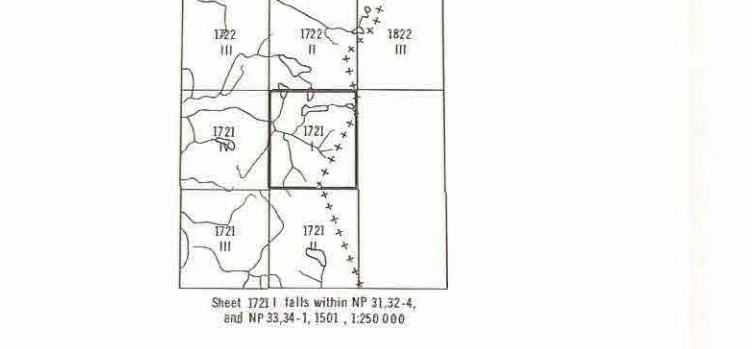 1722
III
1722
II
1822
III
1721
IV
1721
I
1721
III
1721
II
Sheet 1721 I falls within NP 31,32-4,
and NP 33,34-1, 1501 , 1:250 000